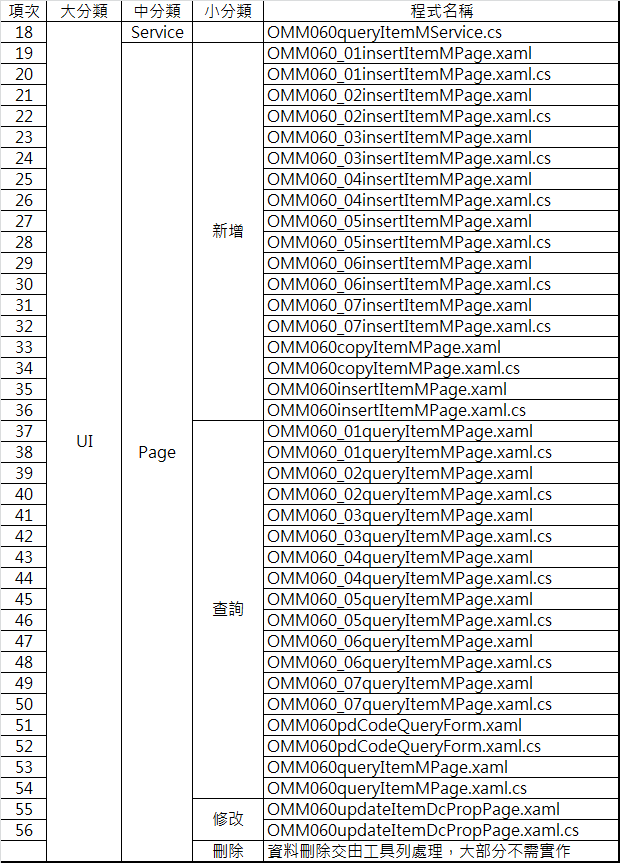 項次 大分類 中分類 小分類 程式名稱
18 Service OMM060queryItemMService.cs
19 OMM060_01insertItemMPage.xaml
20 OMM060_01insertItemMPage.xaml.cs
21 OMM060_02insertItemMPage.xaml
22 OMM060_02insertItemMPage.xaml.cs
23 OMM060_03insertItemMPage.xaml
24 OMM060_03insertItemMPage.xaml.cs
25 OMM060_04insertItemMPage.xaml
26 OMM060_04insertItemMPage.xaml.cs
27 新增 OMM060_05insertItemMPage.xaml
28 OMM060_05insertItemMPage.xaml.cs
29 OMM060_06insertItemMPage.xaml
30 OMM060_06insertItemMPage.xaml.cs
31 OMM060_07insertItemMPage.xaml
32 OMM060_07insertItemMPage.xaml.cs
33 OMM060copyItemMPage.xaml
34 OMM060copyItemMPage.xaml.cs
35 OMM060insertItemMPage.xaml
36 OMM060insertItemMPage.xaml.cs
37 UI OMM060_01queryItemMPage.xaml
38 Page OMM060_01queryItemMPage.xaml.cs
39 OMM060_02queryItemMPage.xaml
40 OMM060_02queryItemMPage.xaml.cs
41 OMM060_03queryItemMPage.xaml
42 OMM060_03queryItemMPage.xaml.cs
43 OMM060_04queryItemMPage.xaml
44 OMM060_04queryItemMPage.xaml.cs
45 查詢 OMM060_05queryItemMPage.xaml
46 OMM060_05queryItemMPage.xaml.cs
47 OMM060_06queryItemMPage.xaml
48 OMM060_06queryItemMPage.xaml.cs
49 OMM060_07queryItemMPage.xaml
50 OMM060_07queryItemMPage.xaml.cs
51 OMM060pdCodeQueryForm.xaml
52 OMM060pdCodeQueryForm.xaml.cs
53 OMM060queryItemMPage.xaml
54 OMM060queryItemMPage.xaml.cs
55 修改 OMM060updateItemDcPropPage.xaml
56 OMM060updateItemDcPropPage.xaml.cs
刪除 資料刪除交由工具列處理，大部分不需實作